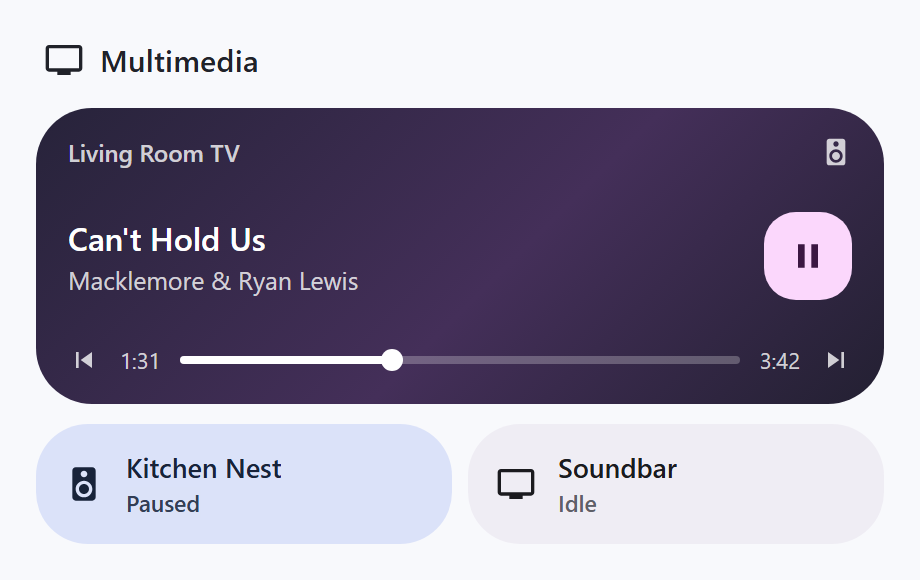 Multimedia
Living Room TV
Can't Hold Us
Macklemore & Ryan Lewis
1:31 3:42
Kitchen Nest
Paused
Soundbar
Idle